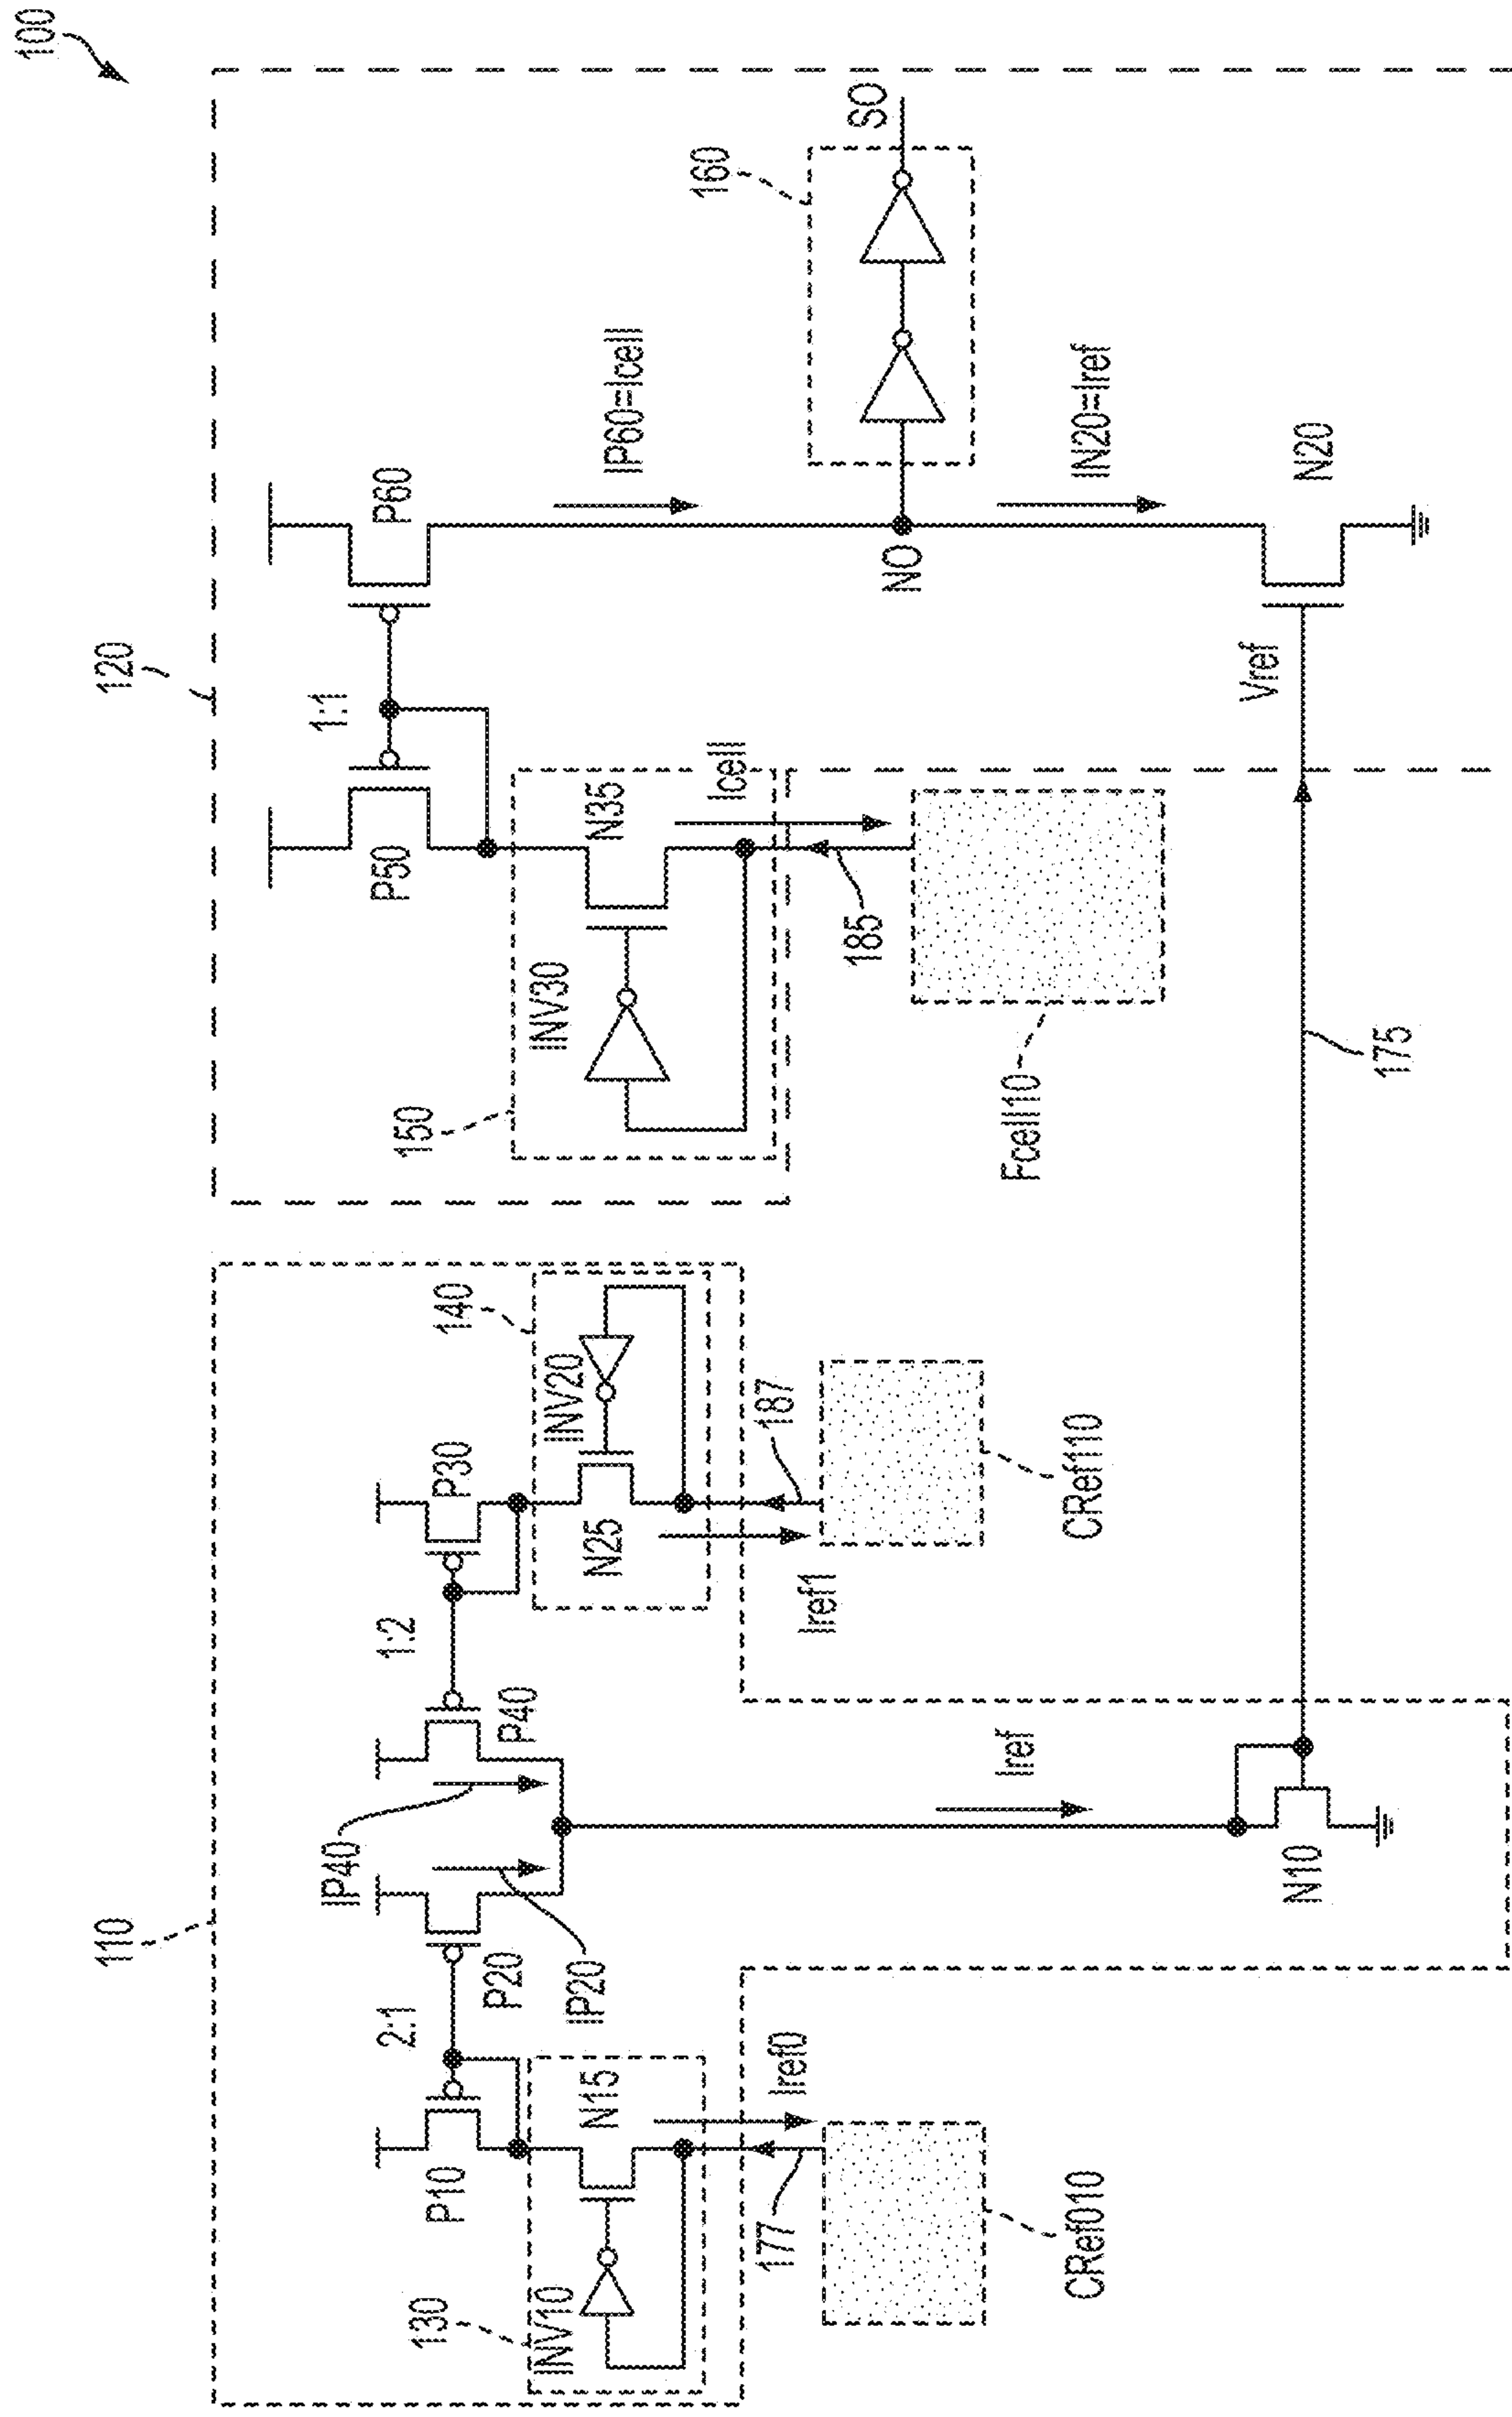 100
110
120
P10
2:1
P20
IP20
IP40
P40
1:2
P30
130
INV10
N15
Iref0
177
CRef010
140
INV20
N25
Iref1
187
CRef110
Iref
N10
175
P50
1:1
P60
150
INV30
N35
Icell
185
Fcell10
IP60=Icell
NO
160
SO
IN20=Iref
Vref
N20